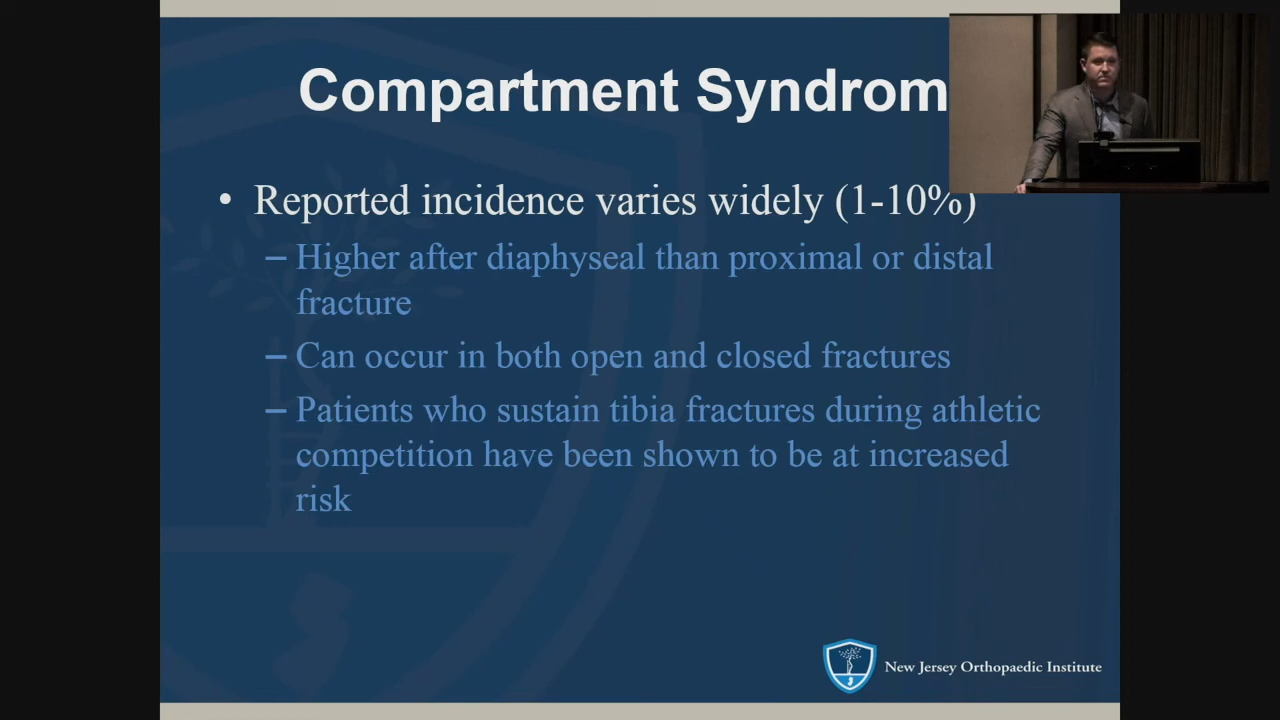 Compartment Syndrom
• Reported incidence varies widely (1-10%)
– Higher after diaphyseal than proximal or distal
fracture
– Can occur in both open and closed fractures
– Patients who sustain tibia fractures during athletic
competition have been shown to be at increased
risk
New Jersey Orthopaedic Institute